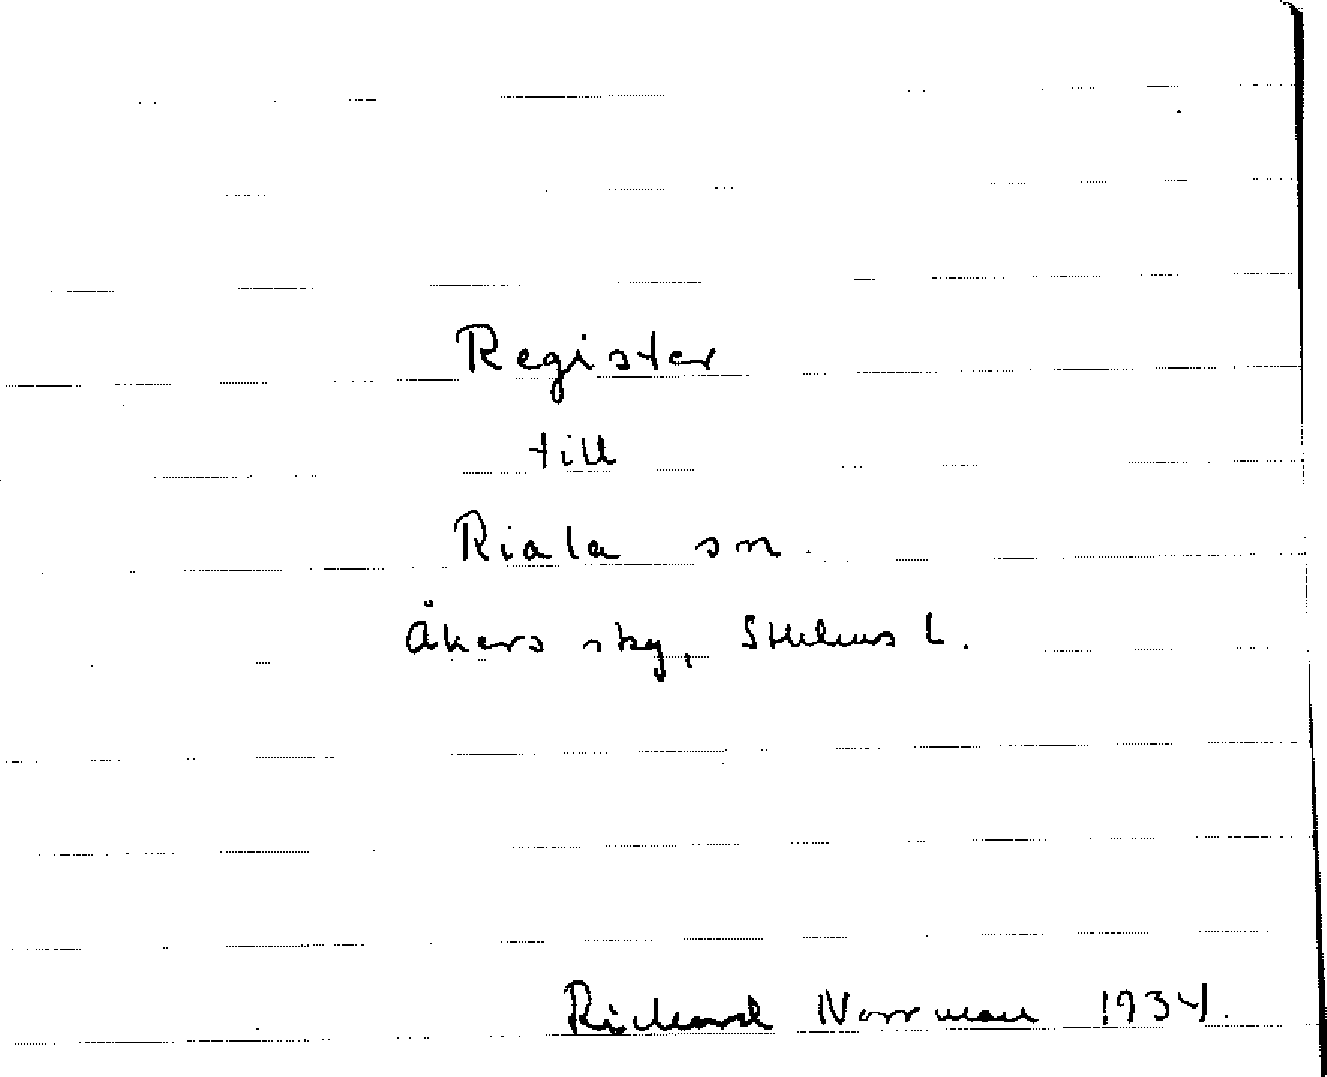 Register
till
Riala sn.
Åkers skg, Sthlms l.
Richard Norrman 1934.